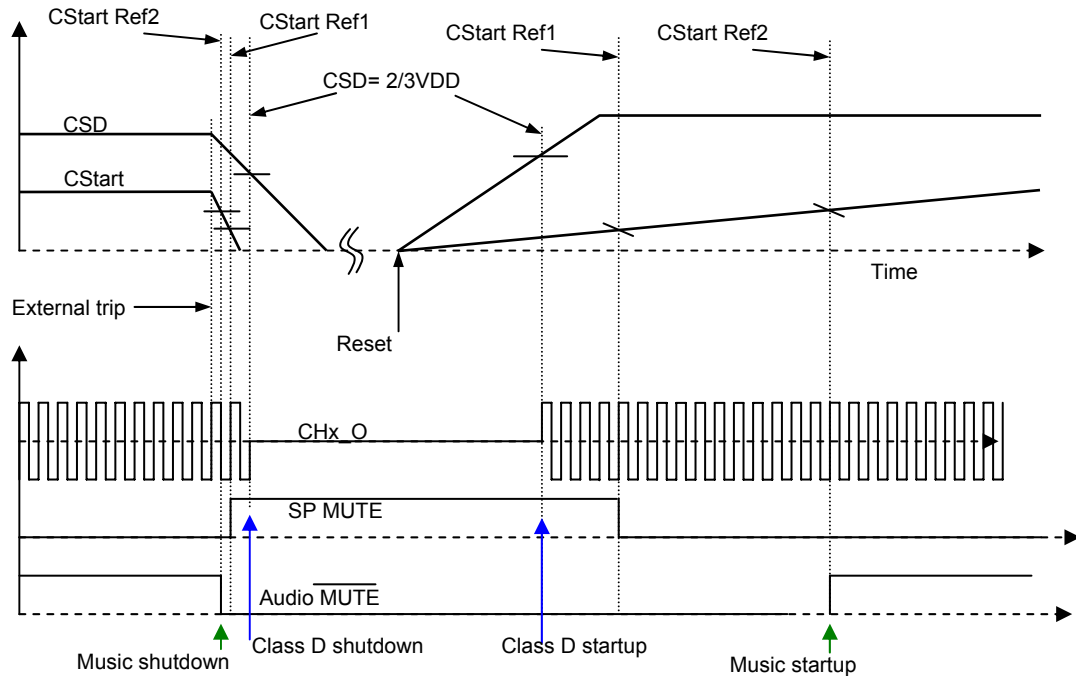 CStart Ref2
CStart Ref1
CStart Ref1
CStart Ref2
CSD= 2/3VDD
CSD
CStart
Time
External trip
Reset
CHx_O
SP MUTE
Audio MUTE
Music shutdown
Class D shutdown
Class D startup
Music startup